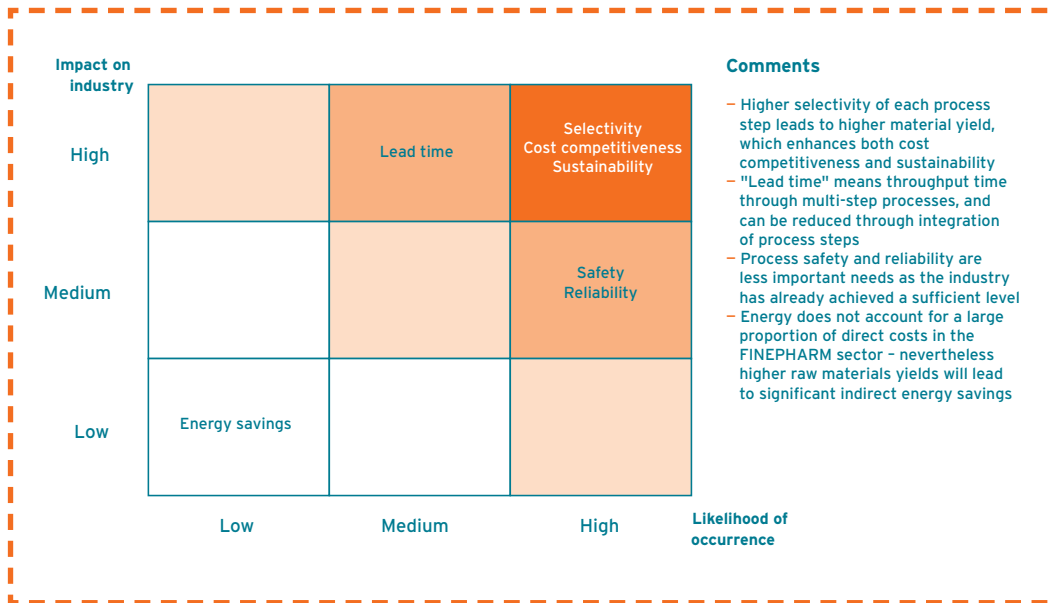 Impact on
industry
High
Lead time
Selectivity
Cost competitiveness
Sustainability
Medium
Safety
Reliability
Low
Energy savings
Low
Medium
High
Likelihood of
occurrence
Comments
– Higher selectivity of each process
step leads to higher material yield,
which enhances both cost
competitiveness and sustainability
– "Lead time" means throughput time
through multi-step processes, and
can be reduced through integration
of process steps
– Process safety and reliability are
less important needs as the industry
has already achieved a sufficient level
– Energy does not account for a large
proportion of direct costs in the
FINEPHARM sector – nevertheless
higher raw materials yields will lead
to significant indirect energy savings